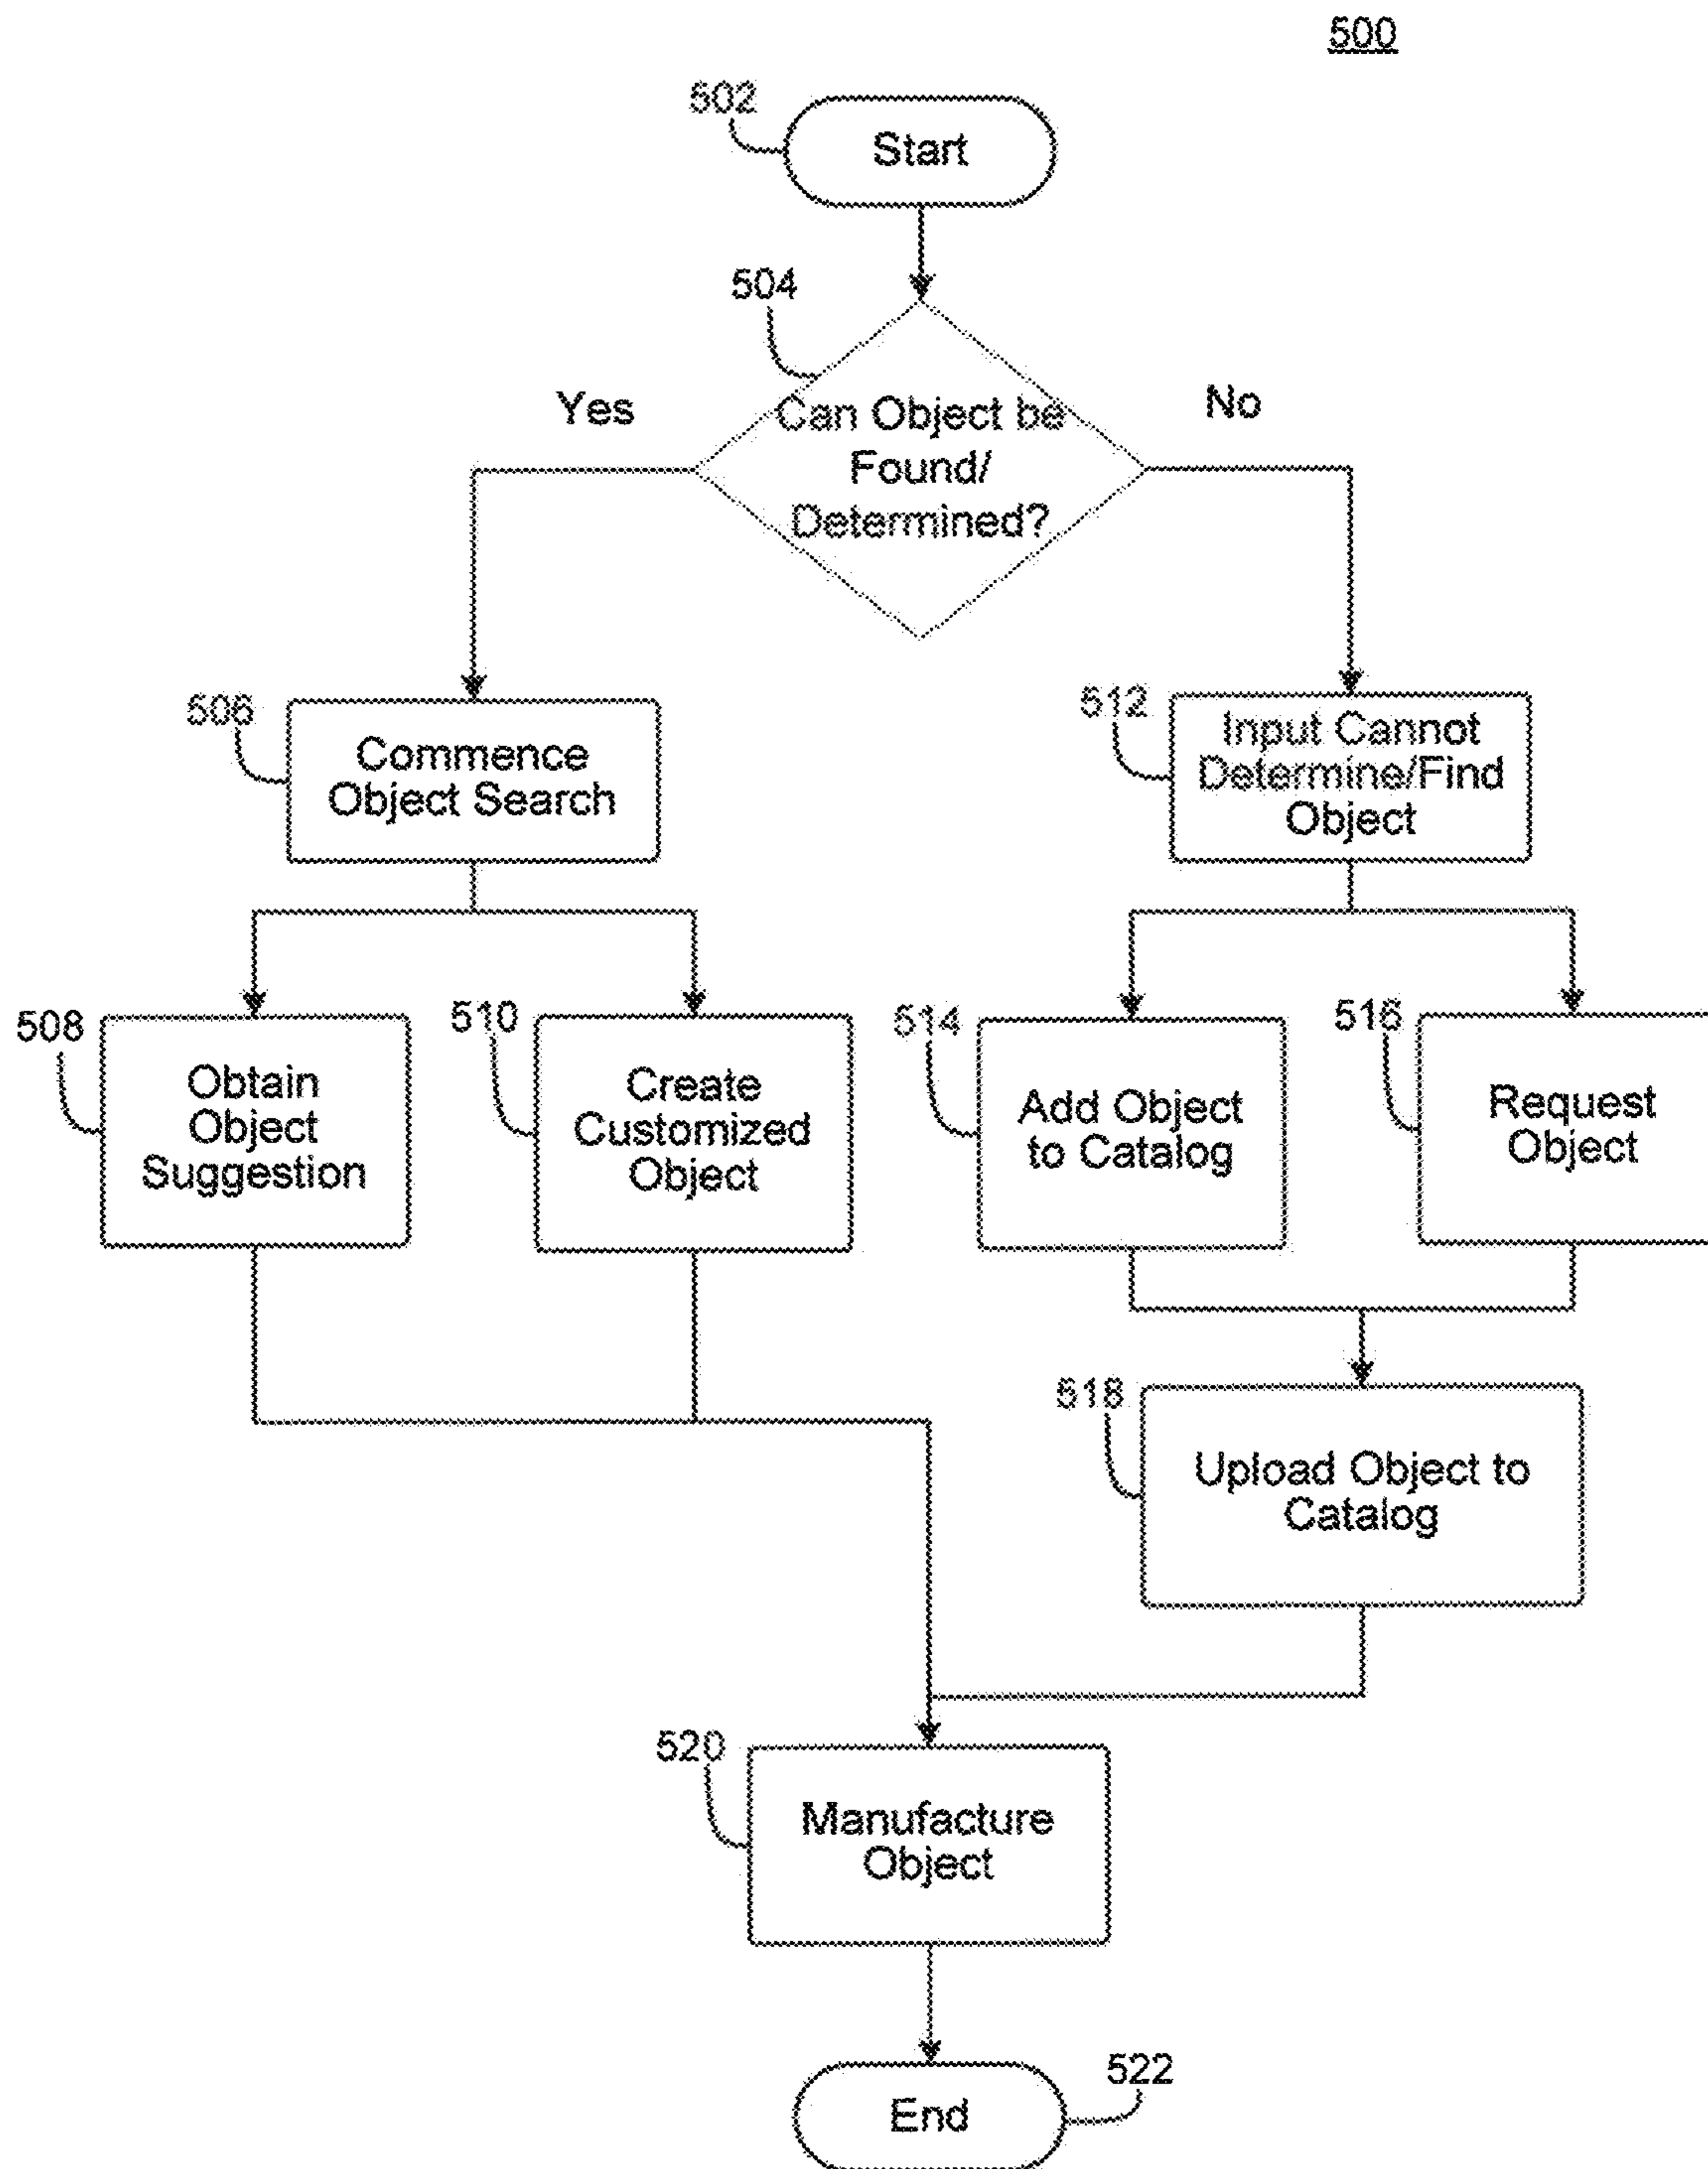 500
502
Start
504
Yes
No
Can Object be
Found/
Determined?
506
Commence
Object Search
512
Input Cannot
Determine/Find
Object
508
Obtain
Object
Suggestion
510
Create
Customized
Object
514
Add Object
to Catalog
516
Request
Object
518
Upload Object to
Catalog
520
Manufacture
Object
522
End